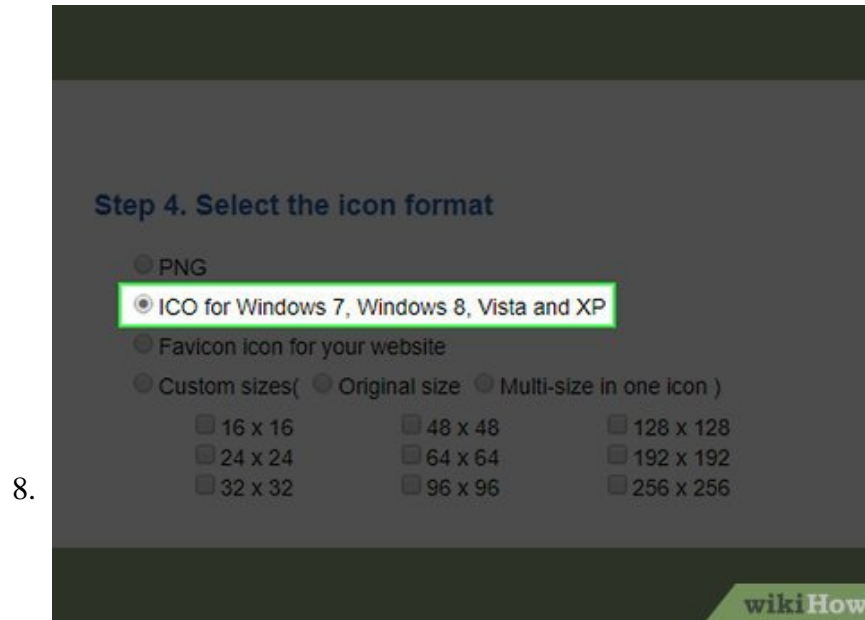 Step 4. Select the icon format
PNG
ICO for Windows 7, Windows 8, Vista and XP
Favicon icon for your website
Custom sizes( Original size Multi-size in one icon )
16 x 16 48 x 48 128 x 128
24 x 24 64 x 64 192 x 192
32 x 32 96 x 96 256 x 256
8.
wikiHow